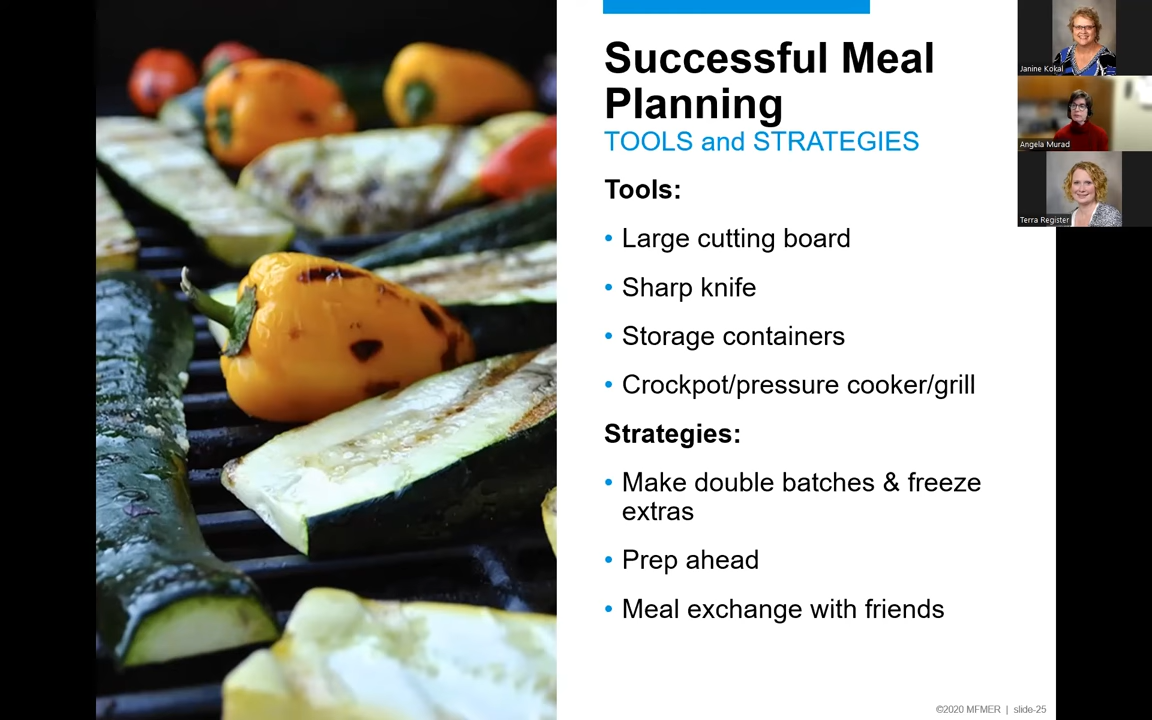 Successful Meal
Planning
TOOLS and STRATEGIES
Tools:
• Large cutting board
• Sharp knife
• Storage containers
• Crockpot/pressure cooker/grill
Strategies:
• Make double batches & freeze
extras
• Prep ahead
• Meal exchange with friends
©2020 MFMER | slide-25
Janine Kokal
Angela Murad
Terra Register